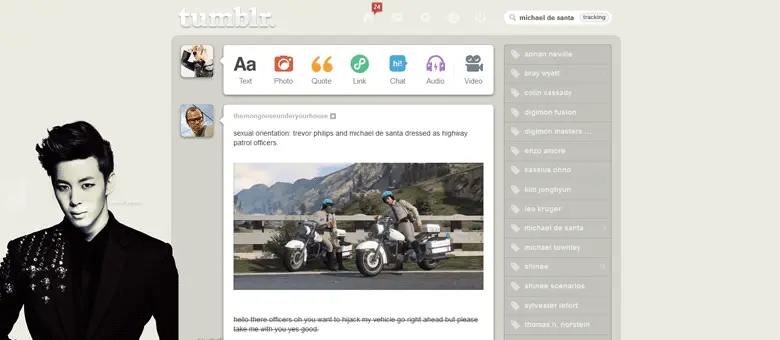 tumblr.
24
michael de santa
tracking
Aa
hi!
Text
Photo
Quote
Link
Chat
Audio
Video
themongooseunderyourhouse
sexual orientation: trevor philips and michael de santa dressed as highway
patrol officers.
hello there officers oh you want to hijack my vehicle go right ahead but please
take me with you yes good.
adrian neville
bray wyatt
colin cassady
digimon fusion
digimon masters ...
enzo amore
cassius ohno
kim jonghyun
leo kruger
michael de santa
michael townley
shinee
shinee scenarios
sylvester lefort
thomas h. norstein